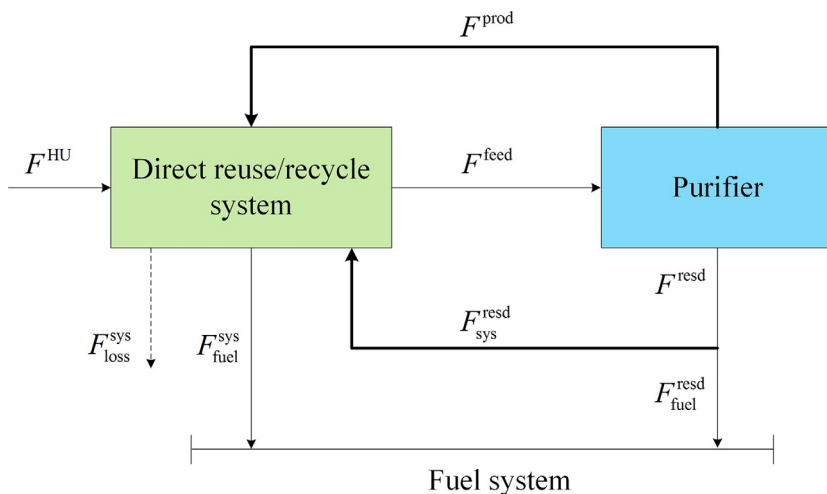 F^prod
F^HU
Direct reuse/recycle
system
F^feed
Purifier
F^resd
F^resd_sys
F^sys_loss
F^sys_fuel
F^resd_fuel
Fuel system